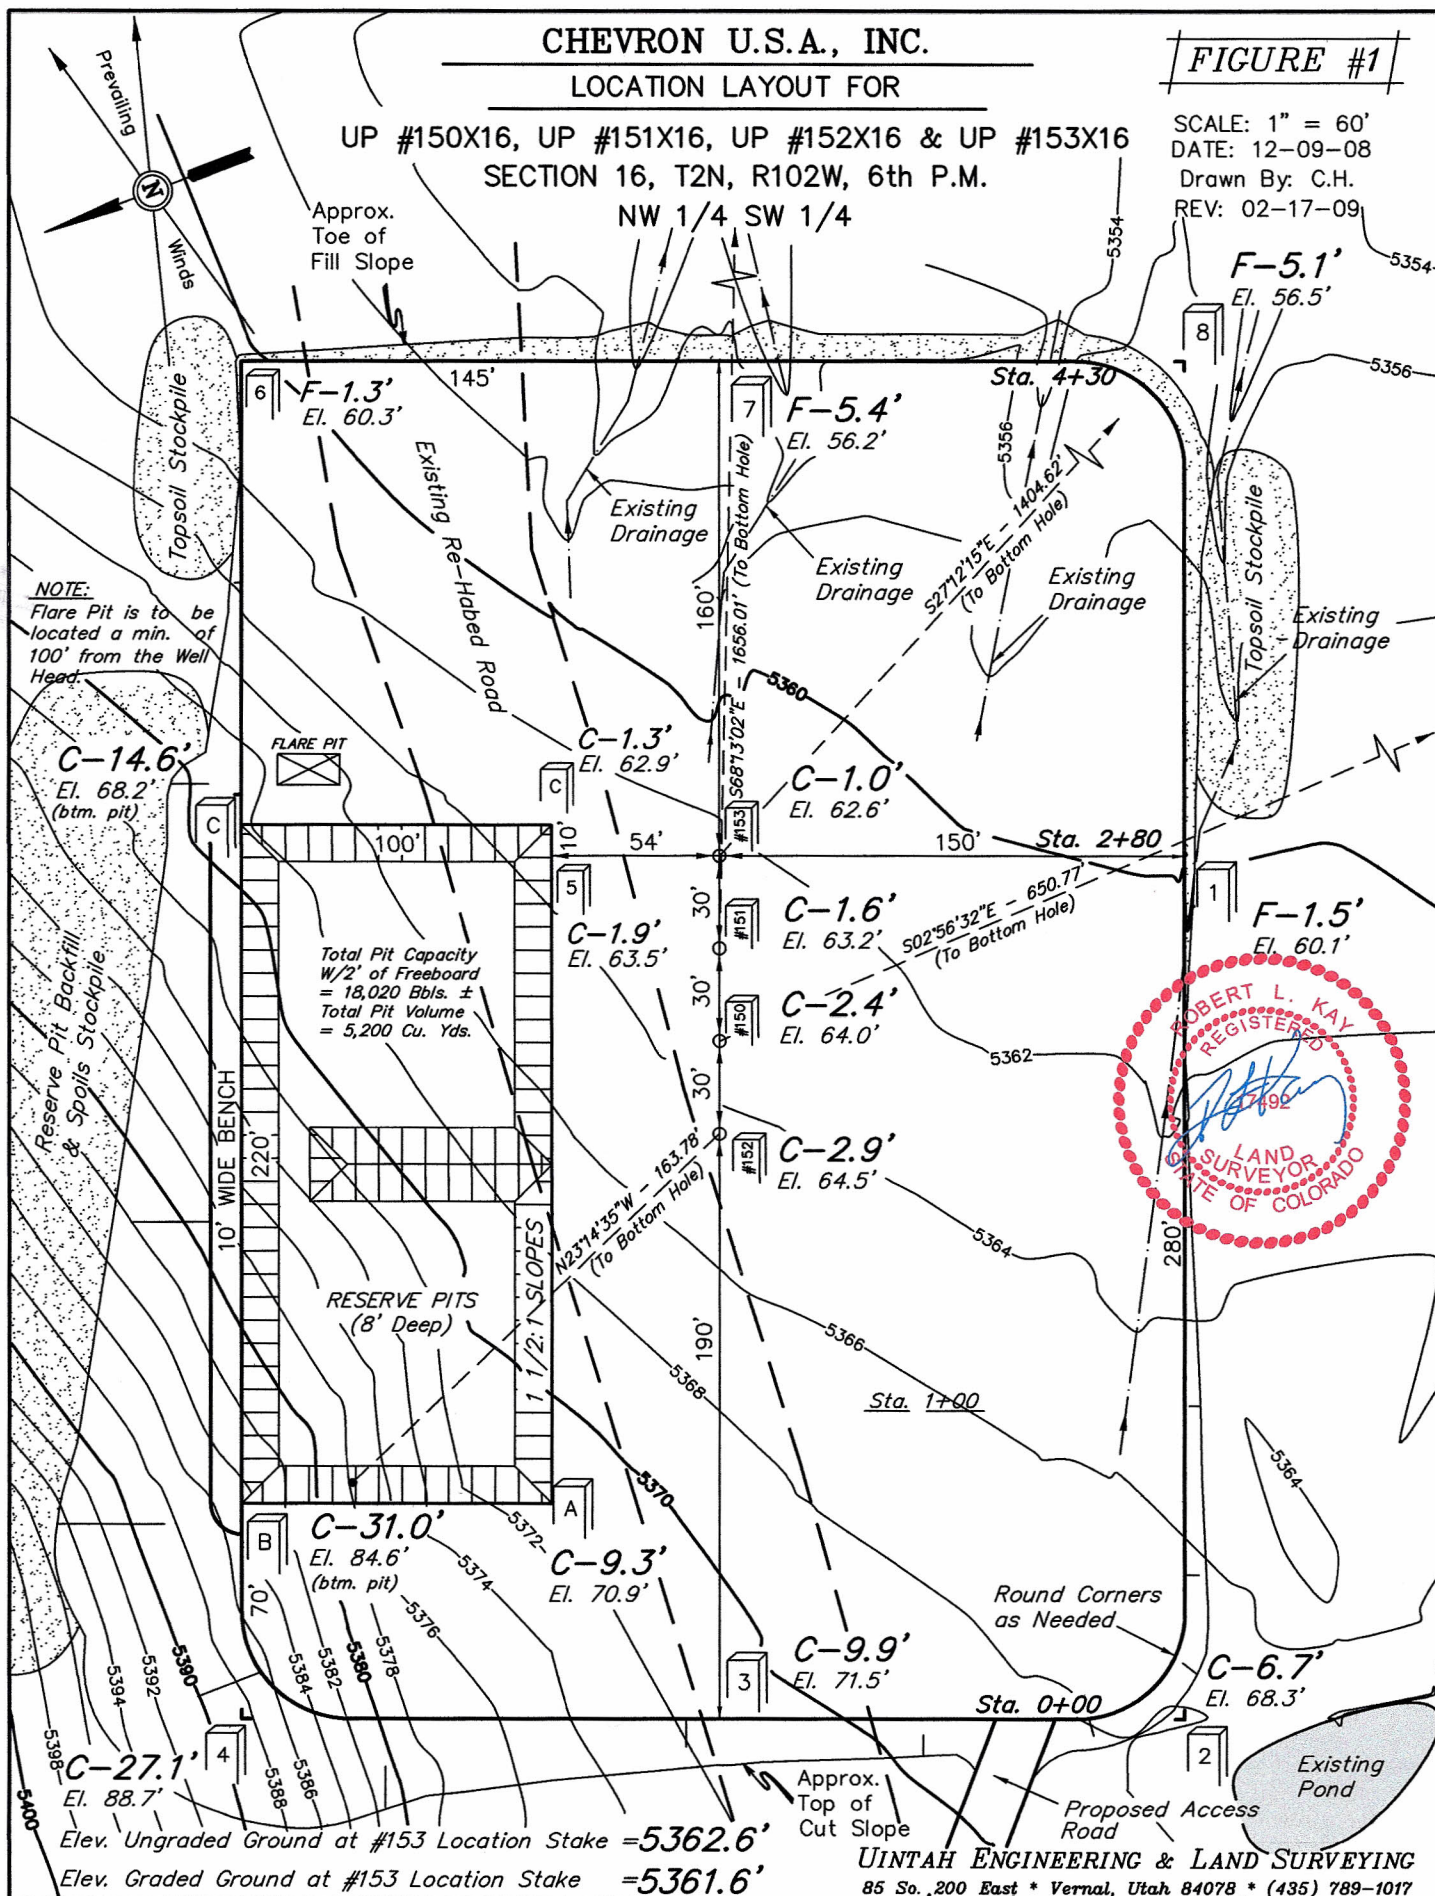 CHEVRON U.S.A., INC.
LOCATION LAYOUT FOR
UP #150X16, UP #151X16, UP #152X16 & UP #153X16
SECTION 16, T2N, R102W, 6th P.M.
NW 1/4 SW 1/4
FIGURE #1
SCALE: 1" = 60'
DATE: 12-09-08
Drawn By: C.H.
REV: 02-17-09
Prevailing
N
Winds
Approx.
Toe of
Fill Slope
5354
5354
F-5.1'
El. 56.5'
8
5356
Topsoil Stockpile
6
F-1.3'
El. 60.3'
145'
7
F-5.4'
El. 56.2'
Sta. 4+30
5356
Existing Re-Habed Road
Existing
Drainage
Existing
Drainage
Existing
Drainage
Existing
Drainage
Topsoil Stockpile
160'
S68°13'02"E - 1656.01' (To Bottom Hole)
S27°12'15"E - 1404.62'
(To Bottom Hole)
NOTE:
Flare Pit is to be
located a min. of
100' from the Well
Head.
C-14.6'
El. 68.2'
(btm. pit)
C
FLARE PIT
C-1.3'
El. 62.9'
C
10'
5360
C-1.0'
El. 62.6'
#153
100'
54'
150'
Sta. 2+80
5
C-1.9'
El. 63.5'
30'
#151
C-1.6'
El. 63.2'
S02°56'32"E - 650.77'
(To Bottom Hole)
1
F-1.5'
El. 60.1'
Total Pit Capacity
W/2' of Freeboard
= 18,020 Bbls. ±
Total Pit Volume
= 5,200 Cu. Yds.
30'
#150
C-2.4'
El. 64.0'
5362
ROBERT L. KAY
REGISTERED
17492
LAND
SURVEYOR
STATE OF COLORADO
Reserve Pit Backfill
& Spoils Stockpile
10' WIDE BENCH
220'
30'
#152
C-2.9'
El. 64.5'
N23°14'35"W - 163.78'
(To Bottom Hole)
5364
280'
1 1/2:1 SLOPES
RESERVE PITS
(8' Deep)
190'
5366
5368
Sta. 1+00
5364
5370
B
C-31.0'
El. 84.6'
(btm. pit)
A
C-9.3'
El. 70.9'
5372
5374
5376
70'
5378
5380
5382
5384
5386
5388
5390
5392
5394
5398
5400
Round Corners
as Needed
3
C-9.9'
El. 71.5'
Sta. 0+00
C-6.7'
El. 68.3'
2
4
C-27.1'
El. 88.7'
Approx.
Top of
Cut Slope
Proposed Access
Road
Existing
Pond
Elev. Ungraded Ground at #153 Location Stake =5362.6'
Elev. Graded Ground at #153 Location Stake =5361.6'
UINTAH ENGINEERING & LAND SURVEYING
85 So. 200 East * Vernal, Utah 84078 * (435) 789-1017